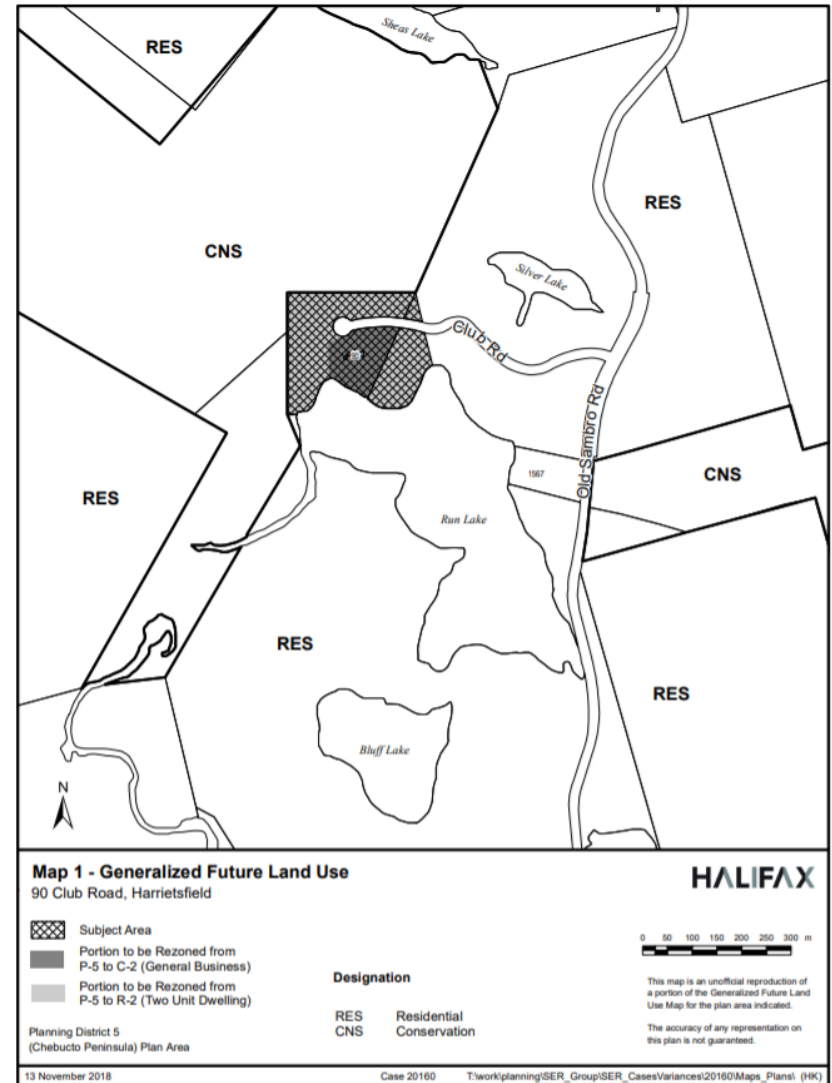 Sheas Lake
RES
RES
CNS
Silver Lake
Club Rd
Old Sambro Rd
1567
CNS
RES
Run Lake
RES
RES
Bluff Lake
N
Map 1 - Generalized Future Land Use
90 Club Road, Harrietsfield
HALIFAX
Subject Area
Portion to be Rezoned from
P-5 to C-2 (General Business)
Portion to be Rezoned from
P-5 to R-2 (Two Unit Dwelling)
Planning District 5
(Chebucto Peninsula) Plan Area
Designation
RES Residential
CNS Conservation
0 50 100 150 200 250 300 m
This map is an unofficial reproduction of
a portion of the Generalized Future Land
Use Map for the plan area indicated.
The accuracy of any representation on
this plan is not guaranteed.
13 November 2018
Case 20160
T:\work\planning\SER_Group\SER_CasesVariances\20160\Maps_Plans\ (HK)